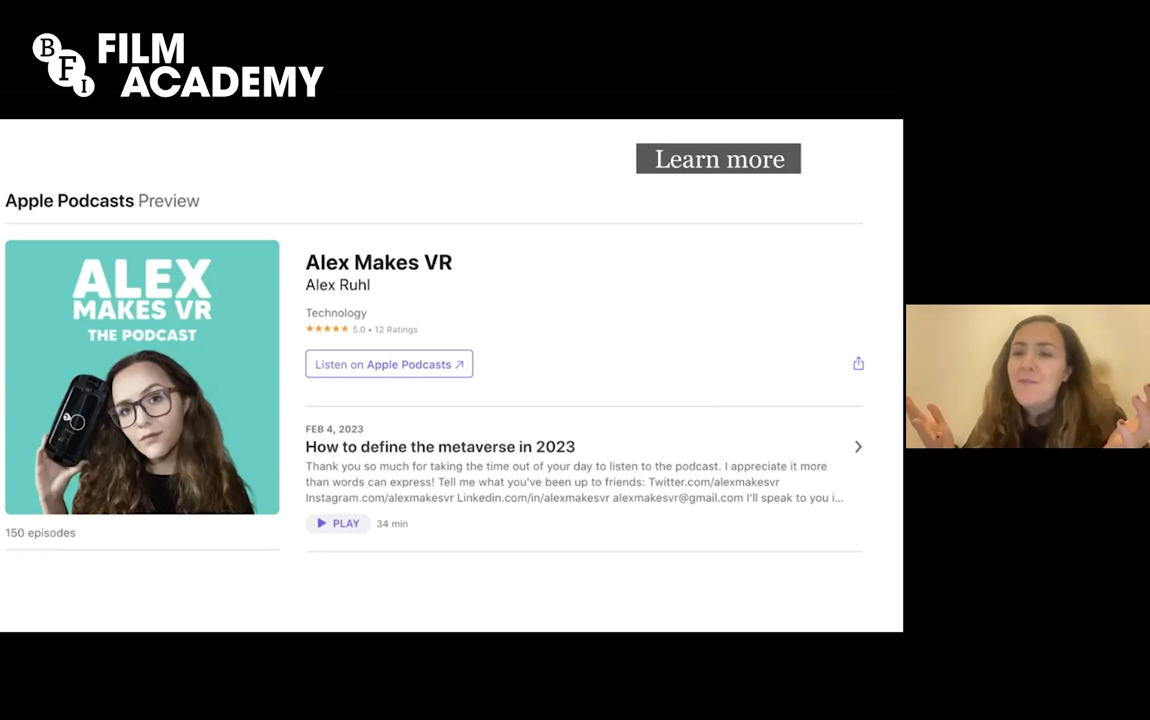 BFI FILM
ACADEMY
Learn more
Apple Podcasts Preview
ALEX
MAKES VR
THE PODCAST
150 episodes
Alex Makes VR
Alex Ruhl
Technology
★★★★★ 5.0 • 12 Ratings
Listen on Apple Podcasts ↗
FEB 4, 2023
How to define the metaverse in 2023
Thank you so much for taking the time out of your day to listen to the podcast. I appreciate it more
than words can express! Tell me what you've been up to friends: Twitter.com/alexmakesvr
Instagram.com/alexmakesvr Linkedin.com/in/alexmakesvr alexmakesvr@gmail.com I'll speak to you i...
PLAY 34 min